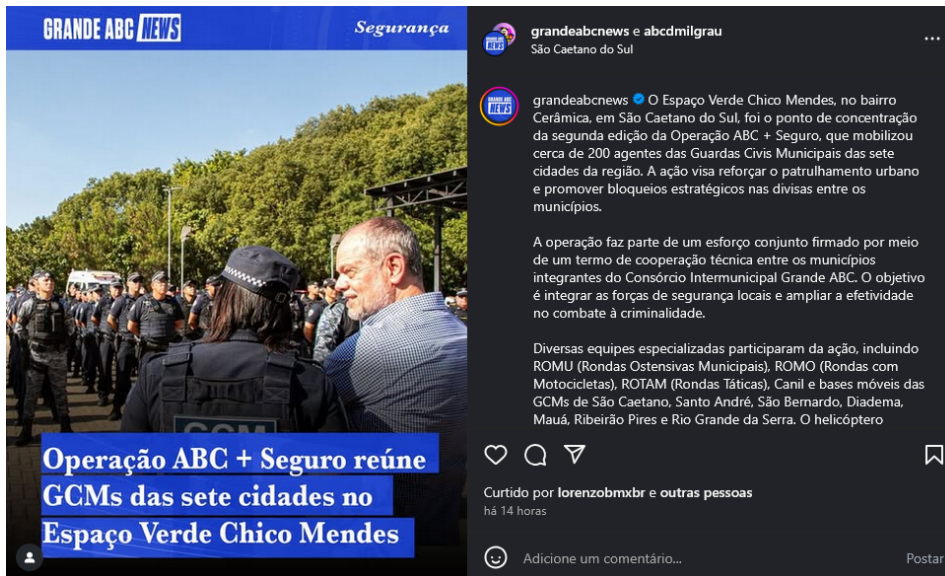 GRANDE ABC NEWS
Segurança
GCM
Operação ABC + Seguro reúne
GCMs das sete cidades no
Espaço Verde Chico Mendes
grandeabcnews e abcdmilgrau
São Caetano do Sul
grandeabcnews O Espaço Verde Chico Mendes, no bairro
Cerâmica, em São Caetano do Sul, foi o ponto de concentração
da segunda edição da Operação ABC + Seguro, que mobilizou
cerca de 200 agentes das Guardas Civis Municipais das sete
cidades da região. A ação visa reforçar o patrulhamento urbano
e promover bloqueios estratégicos nas divisas entre os
municípios.
A operação faz parte de um esforço conjunto firmado por meio
de um termo de cooperação técnica entre os municípios
integrantes do Consórcio Intermunicipal Grande ABC. O objetivo
é integrar as forças de segurança locais e ampliar a efetividade
no combate à criminalidade.
Diversas equipes especializadas participaram da ação, incluindo
ROMU (Rondas Ostensivas Municipais), ROMO (Rondas com
Motocicletas), ROTAM (Rondas Táticas), Canil e bases móveis das
GCMs de São Caetano, Santo André, São Bernardo, Diadema,
Mauá, Ribeirão Pires e Rio Grande da Serra. O helicóptero
Curtido por lorenzobmxbr e outras pessoas
há 14 horas
Adicione um comentário...
Postar